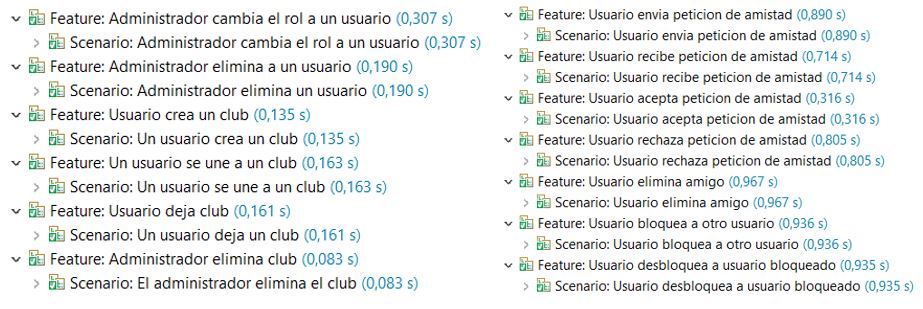 Feature: Administrador cambia el rol a un usuario (0,307 s)
Scenario: Administrador cambia el rol a un usuario (0,307 s)
Feature: Administrador elimina a un usuario (0,190 s)
Scenario: Administrador elimina un usuario (0,190 s)
Feature: Usuario crea un club (0,135 s)
Scenario: Un usuario crea un club (0,135 s)
Feature: Un usuario se une a un club (0,163 s)
Scenario: Un usuario se une a un club (0,163 s)
Feature: Usuario deja club (0,161 s)
Scenario: Un usuario deja un club (0,161 s)
Feature: Administrador elimina club (0,083 s)
Scenario: El administrador elimina el club (0,083 s)
Feature: Usuario envia peticion de amistad (0,890 s)
Scenario: Usuario envia peticion de amistad (0,890 s)
Feature: Usuario recibe peticion de amistad (0,714 s)
Scenario: Usuario recibe peticion de amistad (0,714 s)
Feature: Usuario acepta peticion de amistad (0,316 s)
Scenario: Usuario acepta peticion de amistad (0,316 s)
Feature: Usuario rechaza peticion de amistad (0,805 s)
Scenario: Usuario rechaza peticion de amistad (0,805 s)
Feature: Usuario elimina amigo (0,967 s)
Scenario: Usuario elimina amigo (0,967 s)
Feature: Usuario bloquea a otro usuario (0,936 s)
Scenario: Usuario bloquea a otro usuario (0,936 s)
Feature: Usuario desbloquea a usuario bloqueado (0,935 s)
Scenario: Usuario desbloquea a usuario bloqueado (0,935 s)